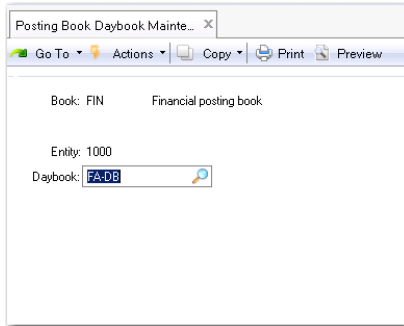 Posting Book Daybook Mainte... X
Go To Actions Copy Print Preview
Book: FIN Financial posting book
Entity: 1000
Daybook: FA-DB